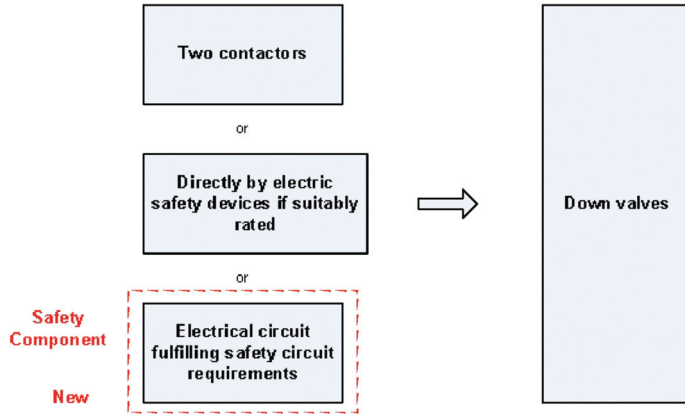 Two contactors
or
Directly by electric
safety devices if suitably
rated
Down valves
or
Safety
Component
New
Electrical circuit
fulfilling safety circuit
requirements